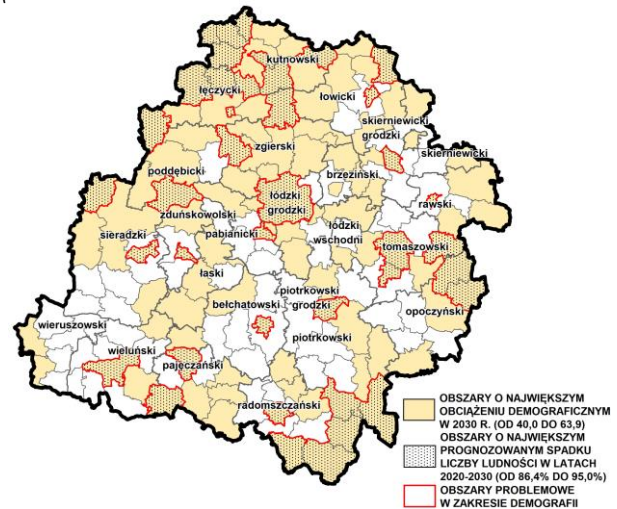 kutnowski
łęczycki
łowicki
skierniewicki
grodzki
skierniewicki
zgierski
poddębicki
brzeziński
łódzki
grodzki
rawski
zduńskowolski
sieradzki
pabianicki
łódzki
wschodni
tomaszowski
łaski
piotrkowski
grodzki
bełchatowski
opoczyński
wieruszowski
piotrkowski
wieluński
pajęczański
radomszczański
OBSZARY O NAJWIĘKSZYM
OBCIĄŻENIU DEMOGRAFICZNYM
W 2030 R. (OD 40,0 DO 63,9)
OBSZARY O NAJWIĘKSZYM
PROGNOZOWANYM SPADKU
LICZBY LUDNOŚCI W LATACH
2020-2030 (OD 86,4% DO 95,0%)
OBSZARY PROBLEMOWE
W ZAKRESIE DEMOGRAFII